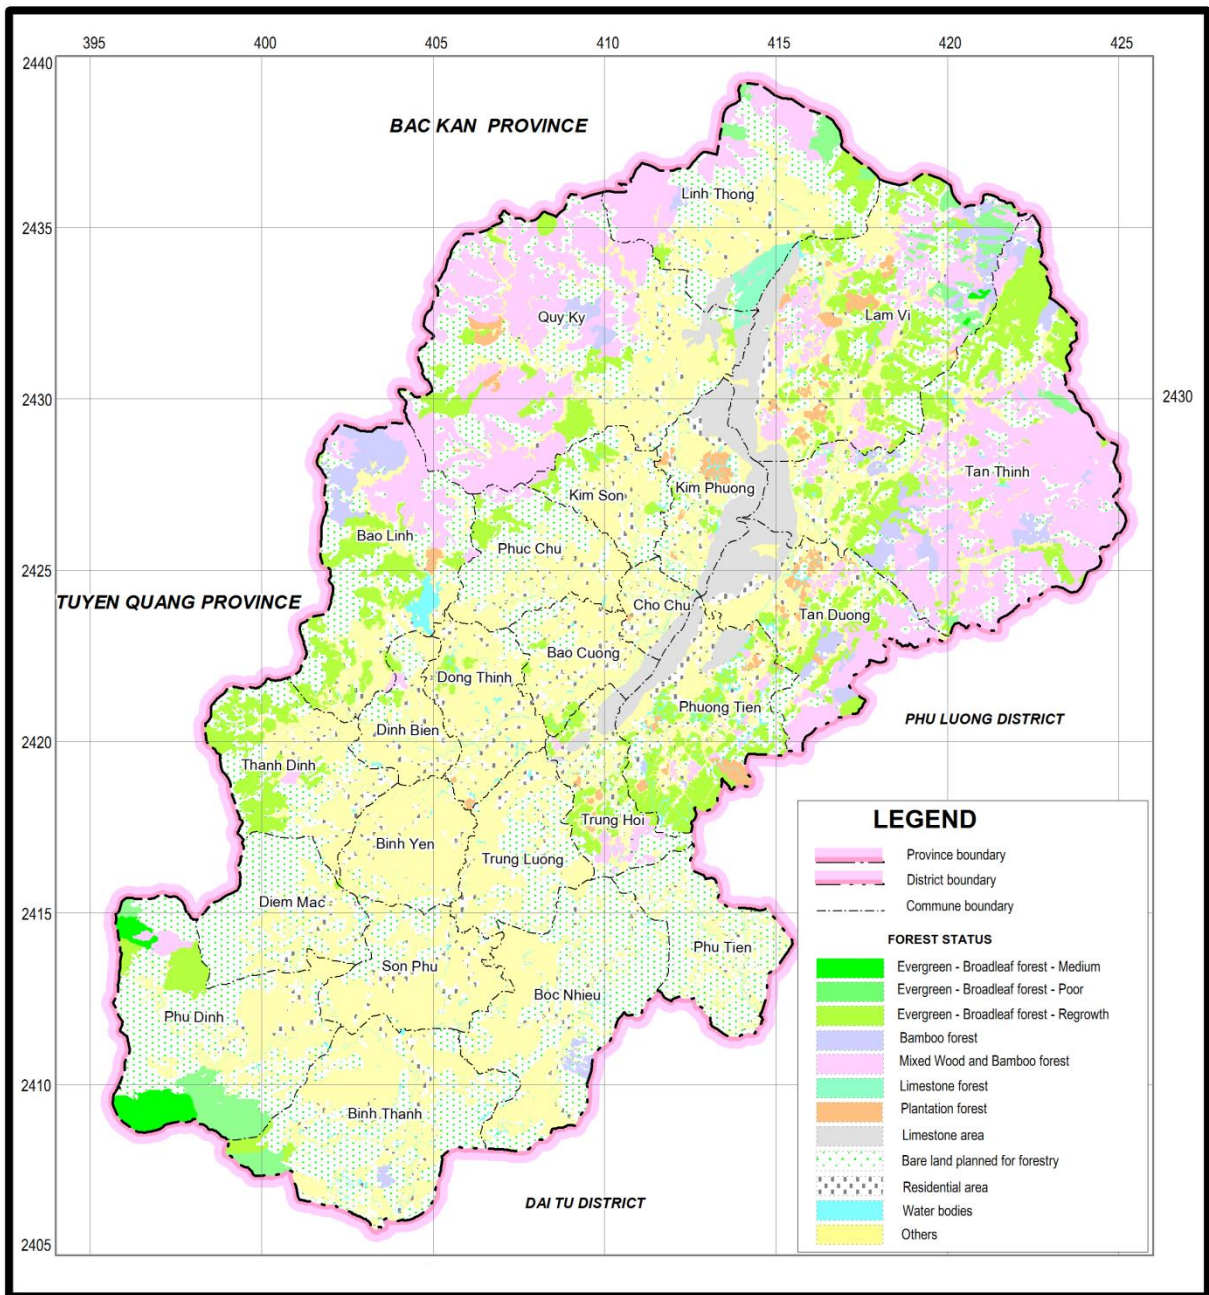 395 400 405 410 415 420 425
2440
BAC KAN PROVINCE
Linh Thong
2435
Quy Ky
Lam Vi
2430
2430
Tan Thinh
Kim Son
Kim Phuong
Bao Linh
Phuc Chu
2425
TUYEN QUANG PROVINCE
Cho Chu
Tan Duong
Bao Cuong
Dong Thinh
Phuong Tien
PHU LUONG DISTRICT
Dinh Bien
2420
Thanh Dinh
Trung Hoi
Binh Yen
Trung Luong
Diem Mac
2415
Phu Tien
Son Phu
Boc Nhieu
Phu Dinh
2410
Binh Thanh
DAI TU DISTRICT
2405
LEGEND
Province boundary
District boundary
Commune boundary
FOREST STATUS
Evergreen - Broadleaf forest - Medium
Evergreen - Broadleaf forest - Poor
Evergreen - Broadleaf forest - Regrowth
Bamboo forest
Mixed Wood and Bamboo forest
Limestone forest
Plantation forest
Limestone area
Bare land planned for forestry
Residential area
Water bodies
Others